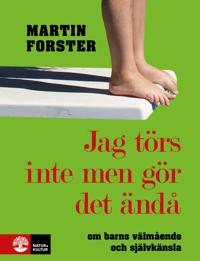 MARTIN
FORSTER
Jag törs
inte men gör
det ändå
om barns välmående
och självkänsla
NATUR &
KULTUR